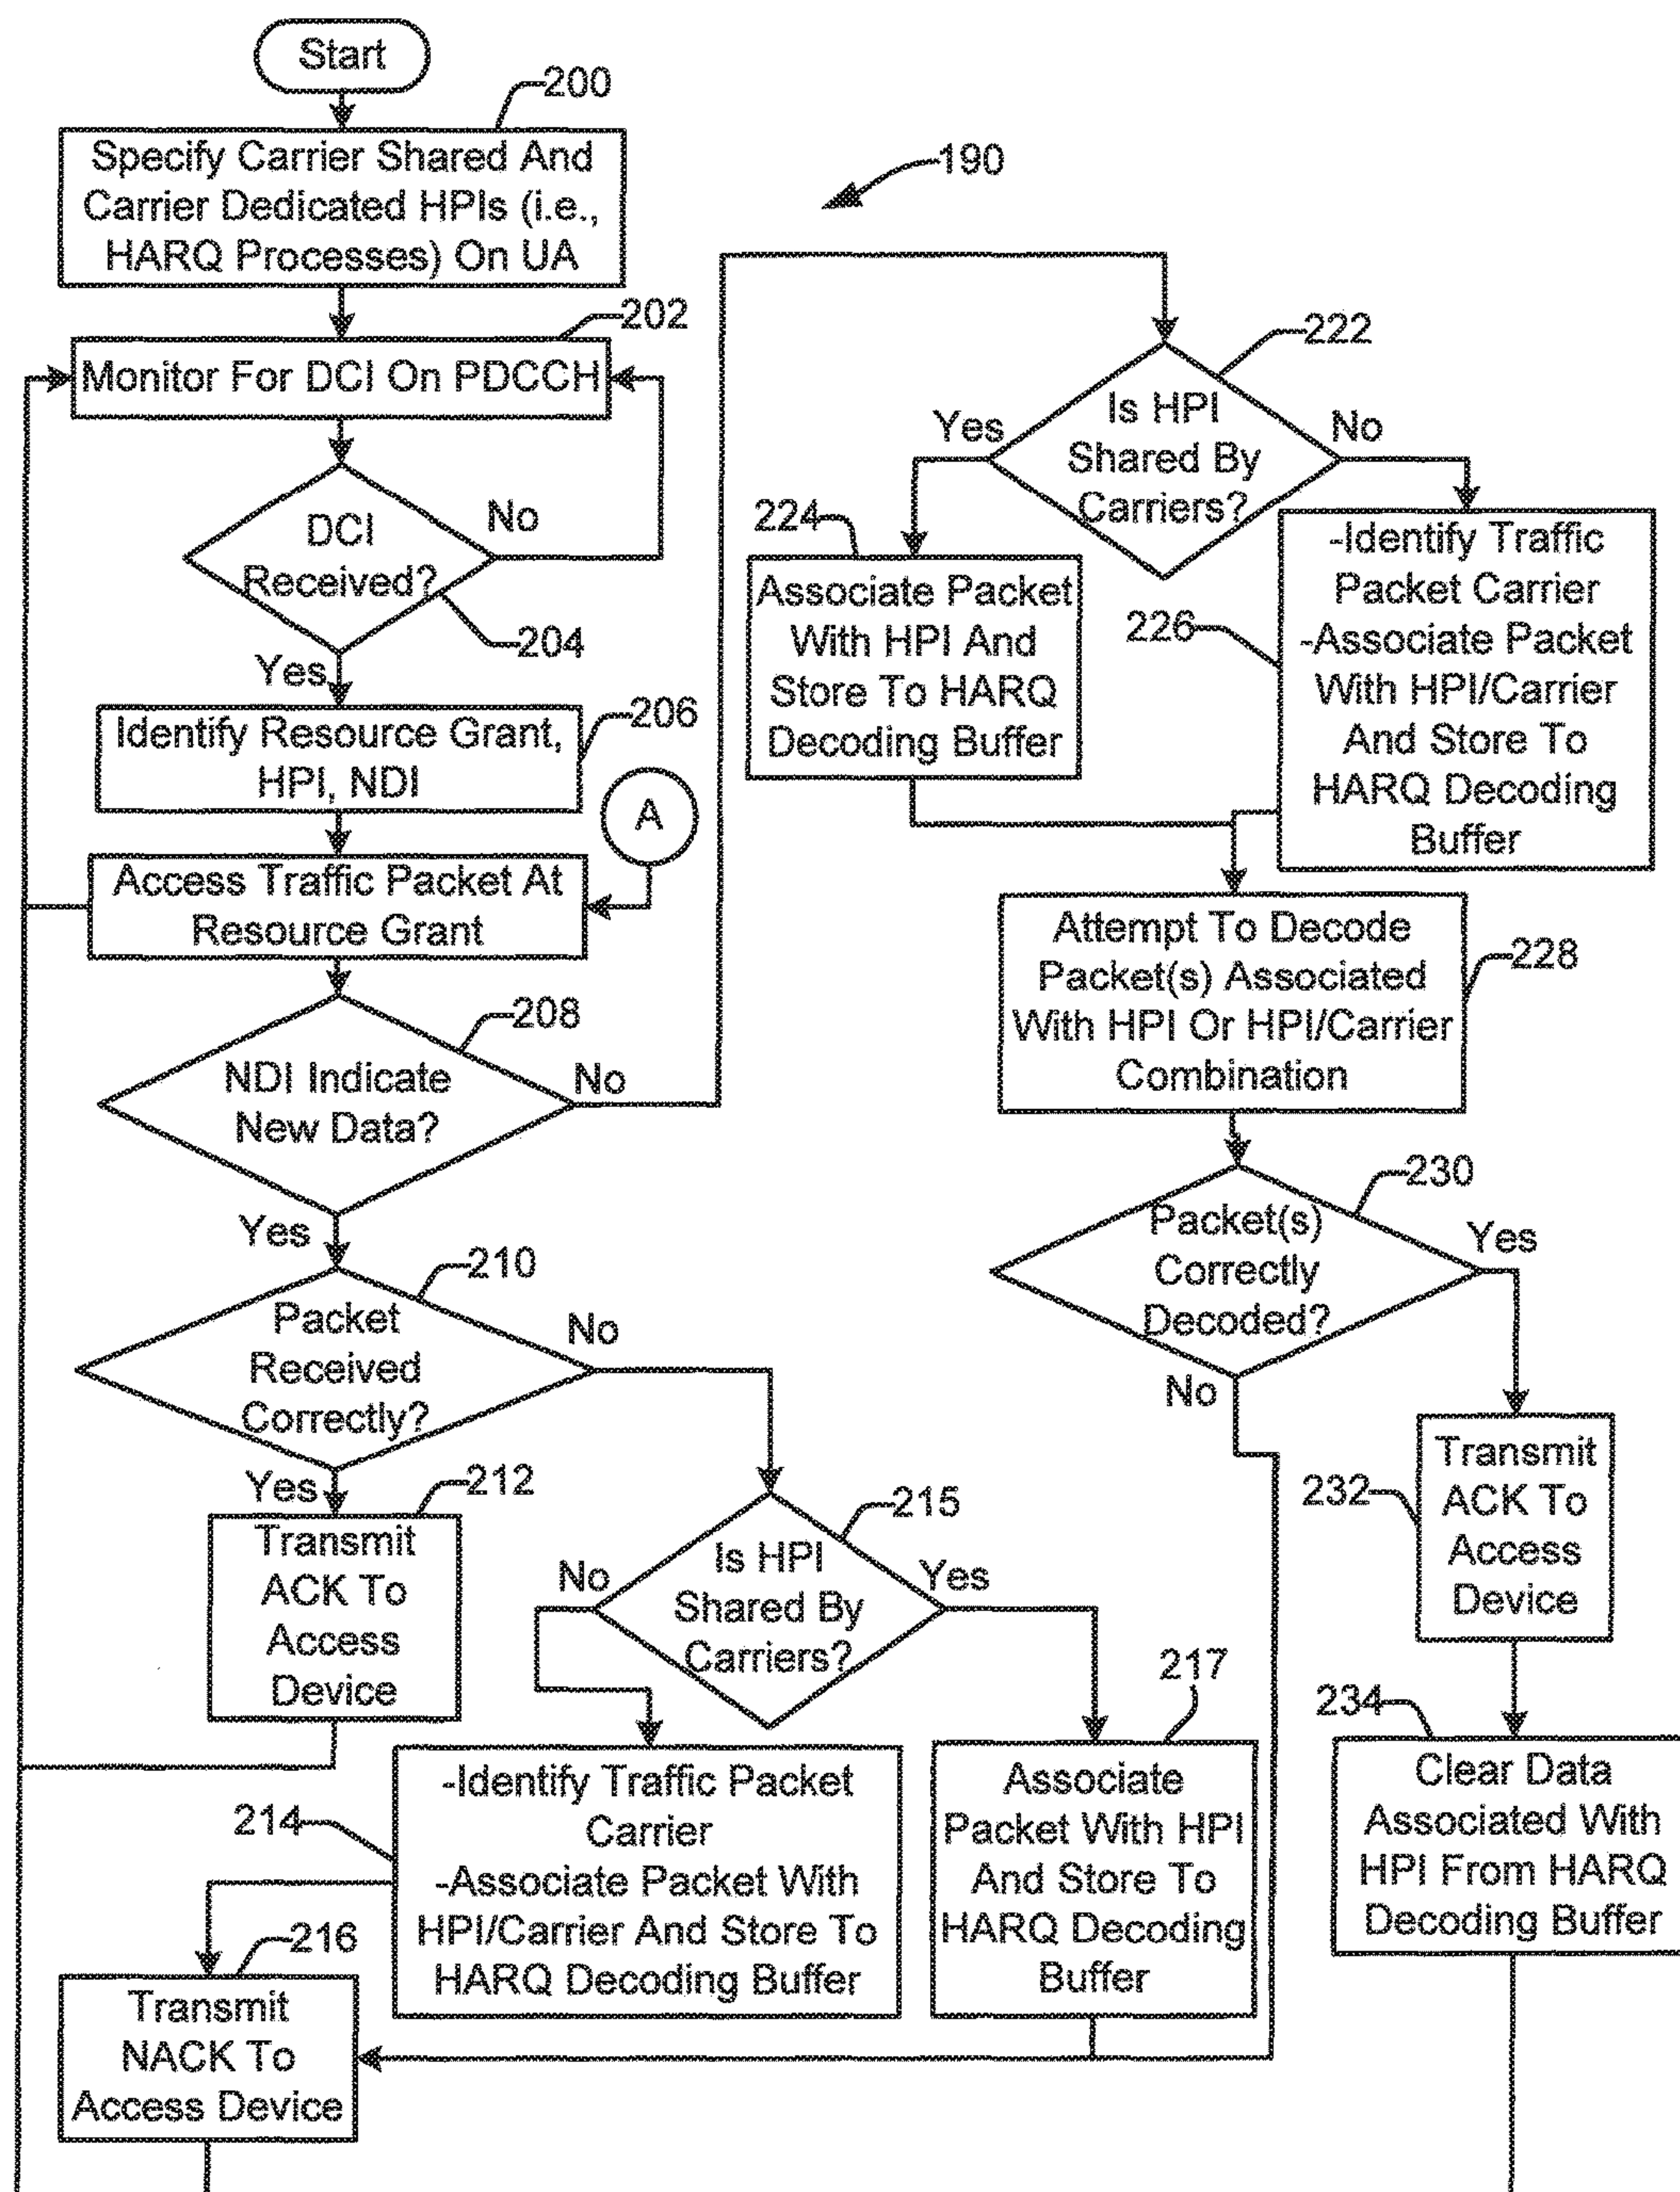 Start
200
Specify Carrier Shared And
Carrier Dedicated HPIs (i.e.,
HARQ Processes) On UA
190
202
Monitor For DCI On PDCCH
DCI
Received?
No
204
Yes
206
Identify Resource Grant,
HPI, NDI
A
Access Traffic Packet At
Resource Grant
208
NDI Indicate
New Data?
No
Yes
210
Packet
Received
Correctly?
No
Yes
212
Transmit
ACK To
Access
Device
215
Is HPI
Shared By
Carriers?
No
Yes
214
-Identify Traffic Packet
Carrier
-Associate Packet With
HPI/Carrier And Store To
HARQ Decoding Buffer
217
Associate
Packet With HPI
And Store To
HARQ Decoding
Buffer
216
Transmit
NACK To
Access Device
222
Is HPI
Shared By
Carriers?
Yes
No
224
Associate Packet
With HPI And
Store To HARQ
Decoding Buffer
226
-Identify Traffic
Packet Carrier
-Associate Packet
With HPI/Carrier
And Store To
HARQ Decoding
Buffer
228
Attempt To Decode
Packet(s) Associated
With HPI Or HPI/Carrier
Combination
230
Packet(s)
Correctly
Decoded?
Yes
No
232
Transmit
ACK To
Access
Device
234
Clear Data
Associated With
HPI From HARQ
Decoding Buffer